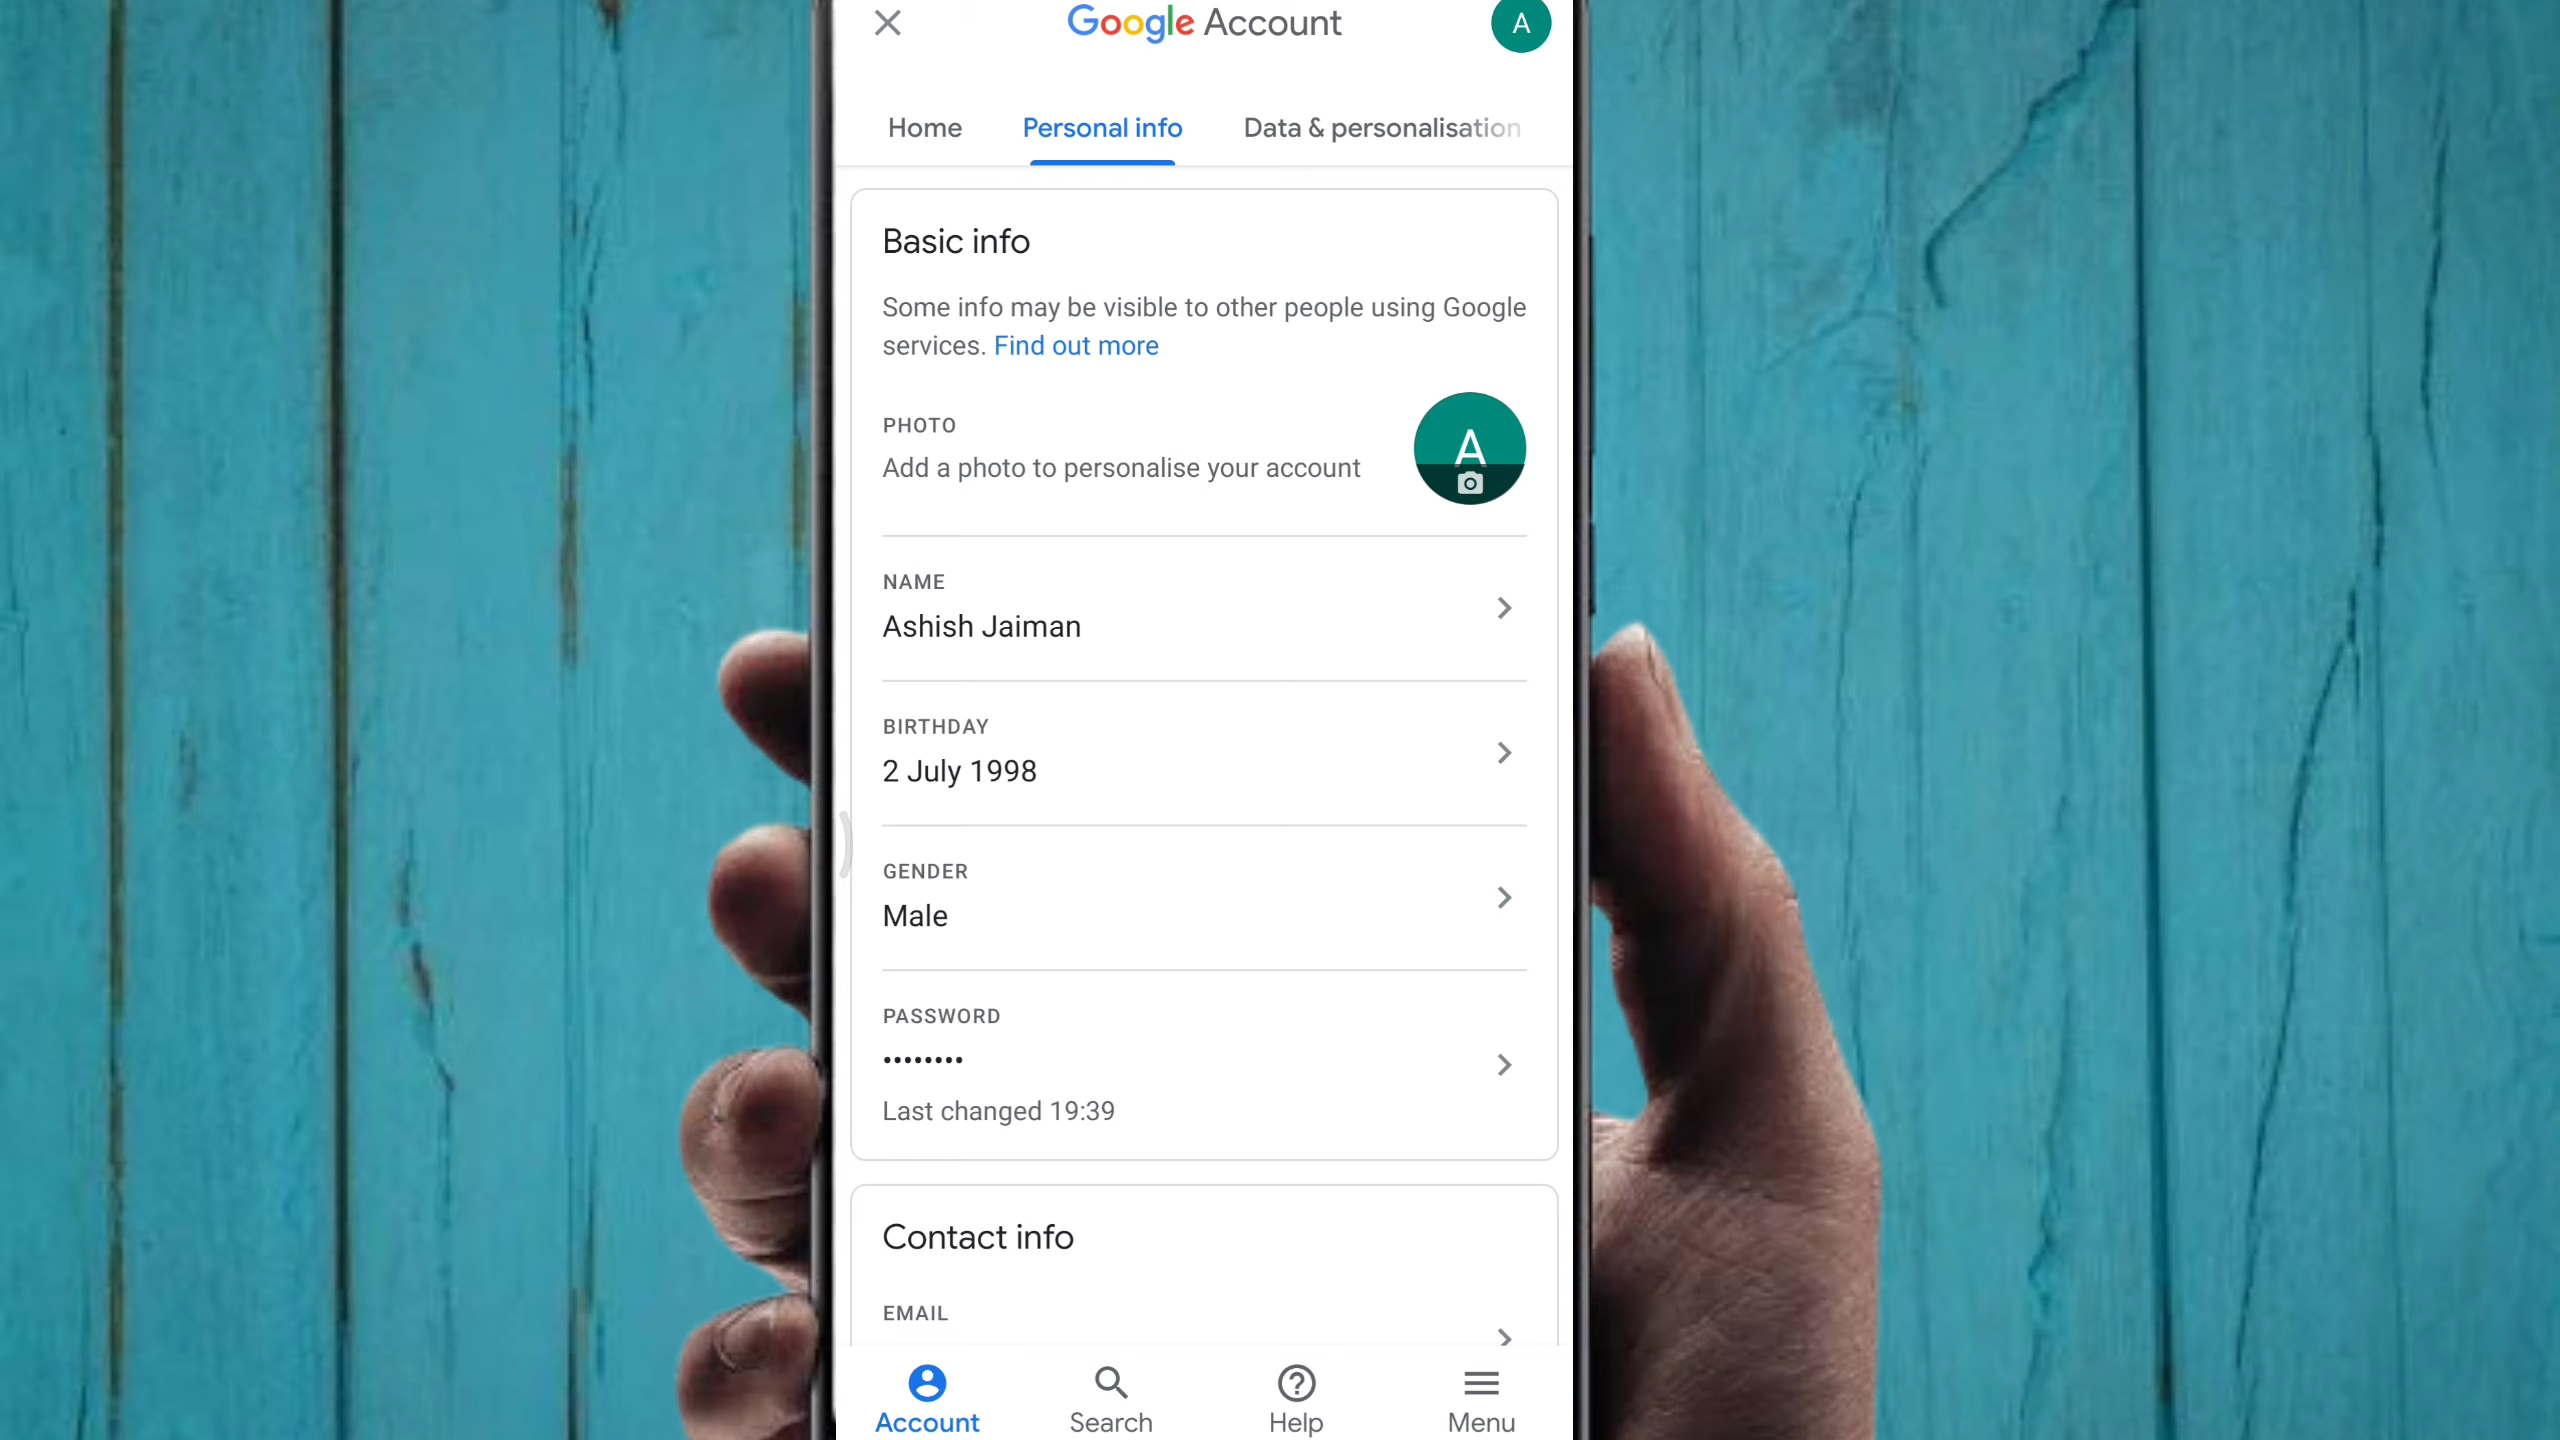 Google Account
A
Home
Personal info
Data & personalisation
Basic info
Some info may be visible to other people using Google
services. Find out more
PHOTO
Add a photo to personalise your account
A
NAME
Ashish Jaiman
BIRTHDAY
2 July 1998
GENDER
Male
PASSWORD
••••••••
Last changed 19:39
Contact info
EMAIL
Account
Search
Help
Menu